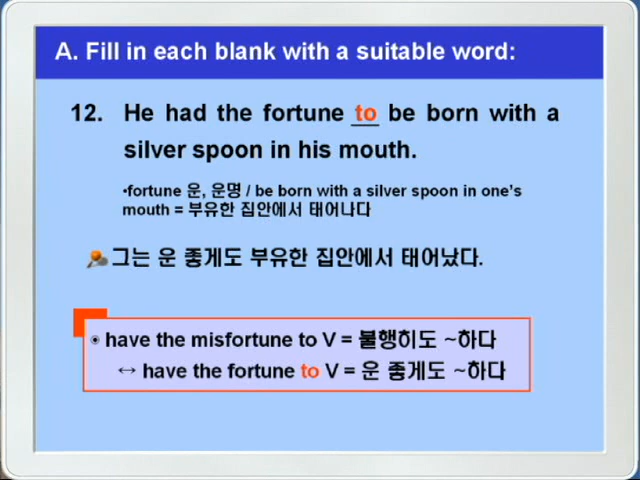 A. Fill in each blank with a suitable word:
12. He had the fortune to be born with a
silver spoon in his mouth.
•fortune 운, 운명 / be born with a silver spoon in one's
mouth = 부유한 집안에서 태어나다
그는 운 좋게도 부유한 집안에서 태어났다.
have the misfortune to V = 불행히도 ~하다
↔ have the fortune to V = 운 좋게도 ~하다